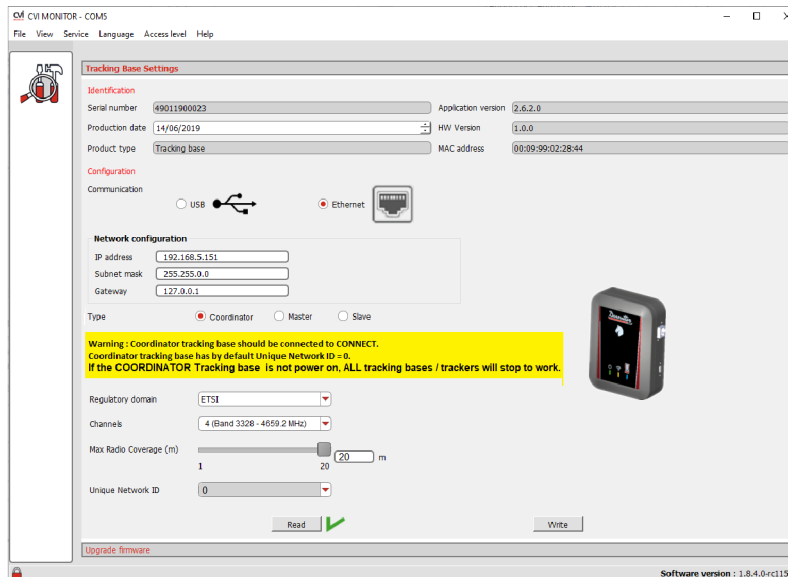 CVI CVI MONITOR - COM5
File View Service Language Access level Help
Tracking Base Settings
Identification
Serial number 49011900023 Application version 2.6.2.0
Production date 14/06/2019 HW Version 1.0.0
Product type Tracking base MAC address 00:09:99:02:28:44
Configuration
Communication
USB Ethernet
Network configuration
IP address 192.168.5.151
Subnet mask 255.255.0.0
Gateway 127.0.0.1
Type Coordinator Master Slave
Warning : Coordinator tracking base should be connected to CONNECT.
Coordinator tracking base has by default Unique Network ID = 0.
If the COORDINATOR Tracking base is not power on, ALL tracking bases / trackers will stop to work.
Regulatory domain ETSI
Channels 4 (Band 3328 - 4659.2 MHz)
Max Radio Coverage (m) 20 m
1 20
Unique Network ID 0
Read Write
Upgrade firmware
Software version : 1.8.4.0-rc115